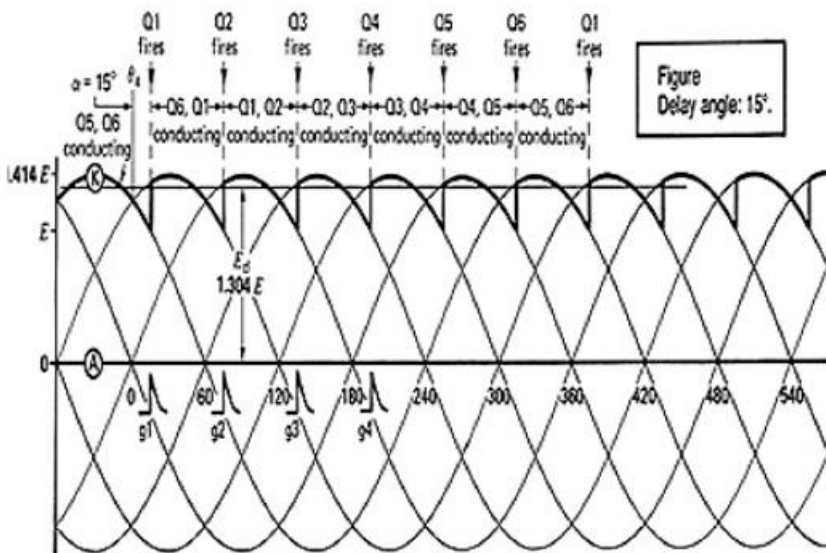 Q1 Q2 Q3 Q4 Q5 Q6 Q1
fires fires fires fires fires fires fires
α = 15°
Q5, Q6
conducting
Q6, Q1 Q1, Q2 Q2, Q3 Q3, Q4 Q4, Q5 Q5, Q6
conducting conducting conducting conducting conducting conducting
Figure
Delay angle: 15°.
1.414 E
K
E
Ed
1.304 E
0
A
0 60 120 180 240 300 360 420 480 540
g1 g2 g3 g4